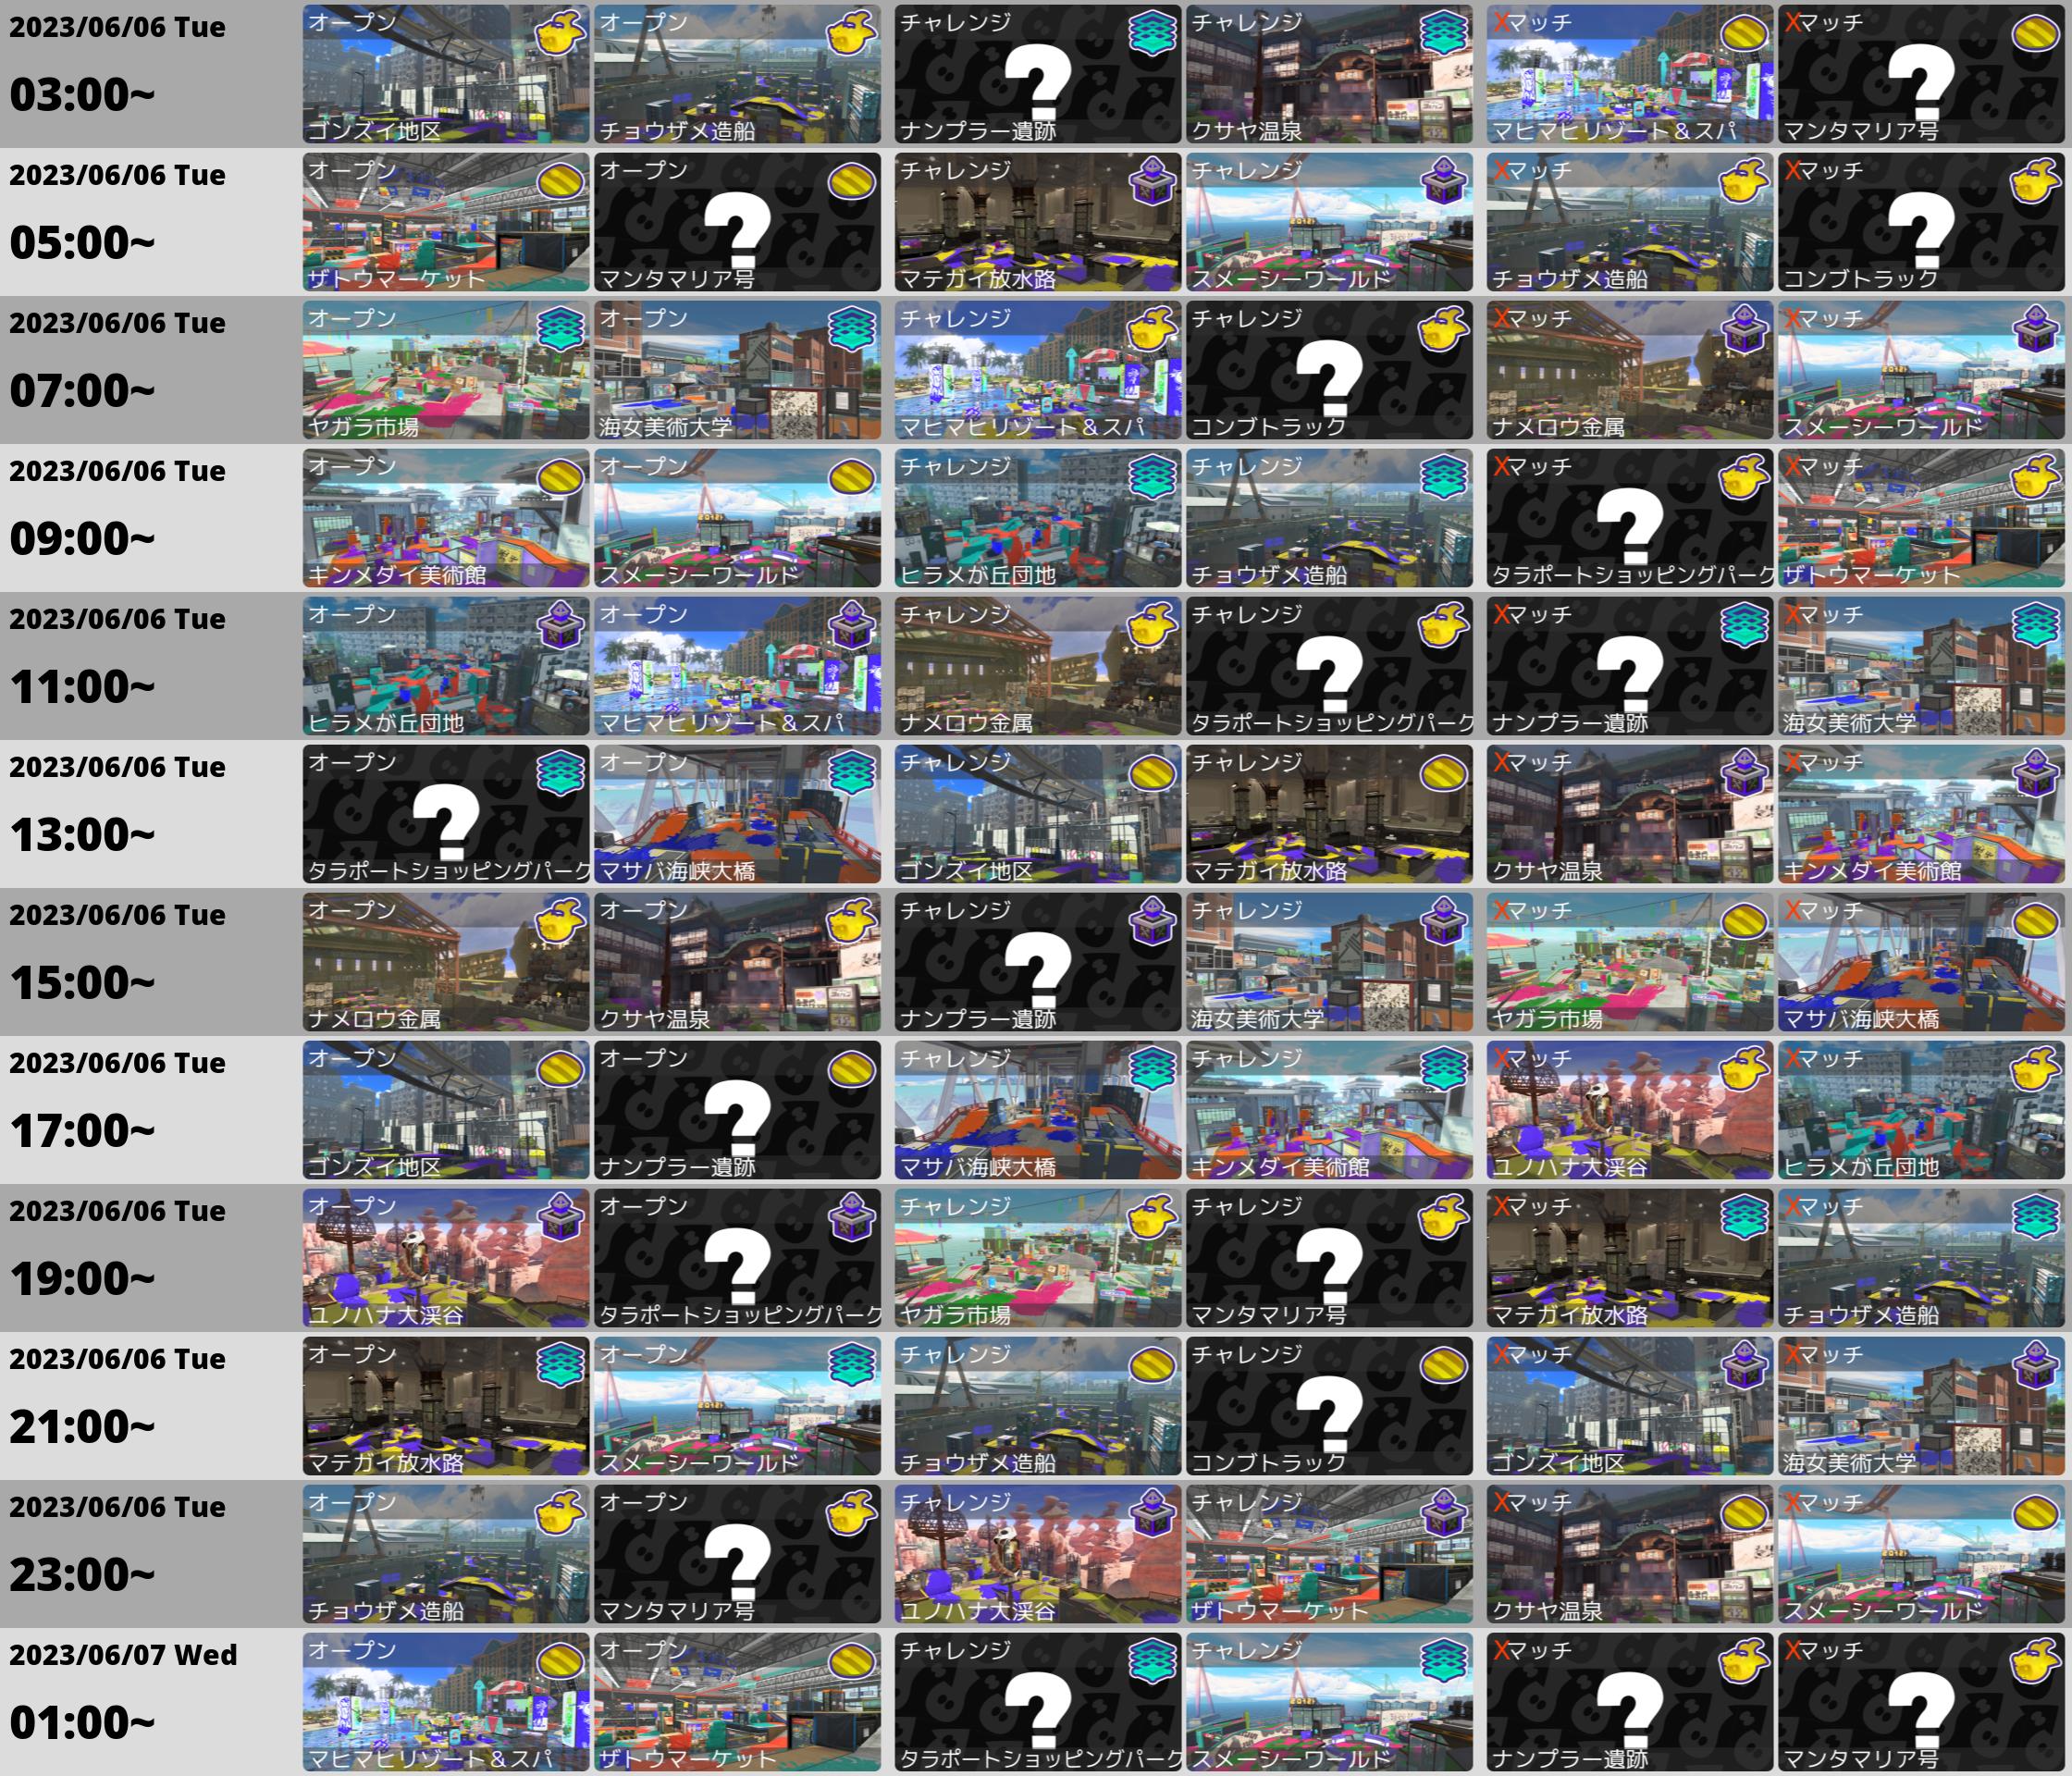 2023/06/06 Tue
03:00~
オープン
ゴンズイ地区
オープン
チョウザメ造船
チャレンジ
ナンプラー遺跡
チャレンジ
クサヤ温泉
Xマッチ
マヒマヒリゾート＆スパ
Xマッチ
マンタマリア号
2023/06/06 Tue
05:00~
オープン
ザトウマーケット
オープン
マンタマリア号
チャレンジ
マテガイ放水路
チャレンジ
スメーシーワールド
Xマッチ
チョウザメ造船
Xマッチ
コンブトラック
2023/06/06 Tue
07:00~
オープン
ヤガラ市場
オープン
海女美術大学
チャレンジ
マヒマヒリゾート＆スパ
チャレンジ
コンブトラック
Xマッチ
ナメロウ金属
Xマッチ
スメーシーワールド
2023/06/06 Tue
09:00~
オープン
キンメダイ美術館
オープン
スメーシーワールド
チャレンジ
ヒラメが丘団地
チャレンジ
チョウザメ造船
Xマッチ
タラポートショッピングパーク
Xマッチ
ザトウマーケット
2023/06/06 Tue
11:00~
オープン
ヒラメが丘団地
オープン
マヒマヒリゾート＆スパ
チャレンジ
ナメロウ金属
チャレンジ
タラポートショッピングパーク
Xマッチ
ナンプラー遺跡
Xマッチ
海女美術大学
2023/06/06 Tue
13:00~
オープン
タラポートショッピングパーク
オープン
マサバ海峡大橋
チャレンジ
ゴンズイ地区
チャレンジ
マテガイ放水路
Xマッチ
クサヤ温泉
Xマッチ
キンメダイ美術館
2023/06/06 Tue
15:00~
オープン
ナメロウ金属
オープン
クサヤ温泉
チャレンジ
ナンプラー遺跡
チャレンジ
海女美術大学
Xマッチ
ヤガラ市場
Xマッチ
マサバ海峡大橋
2023/06/06 Tue
17:00~
オープン
ゴンズイ地区
オープン
ナンプラー遺跡
チャレンジ
マサバ海峡大橋
チャレンジ
キンメダイ美術館
Xマッチ
ユノハナ大渓谷
Xマッチ
ヒラメが丘団地
2023/06/06 Tue
19:00~
オープン
ユノハナ大渓谷
オープン
タラポートショッピングパーク
チャレンジ
ヤガラ市場
チャレンジ
マンタマリア号
Xマッチ
マテガイ放水路
Xマッチ
チョウザメ造船
2023/06/06 Tue
21:00~
オープン
マテガイ放水路
オープン
スメーシーワールド
チャレンジ
チョウザメ造船
チャレンジ
コンブトラック
Xマッチ
ゴンズイ地区
Xマッチ
海女美術大学
2023/06/06 Tue
23:00~
オープン
チョウザメ造船
オープン
マンタマリア号
チャレンジ
ユノハナ大渓谷
チャレンジ
ザトウマーケット
Xマッチ
クサヤ温泉
Xマッチ
スメーシーワールド
2023/06/07 Wed
01:00~
オープン
マヒマヒリゾート＆スパ
オープン
ザトウマーケット
チャレンジ
タラポートショッピングパーク
チャレンジ
スメーシーワールド
Xマッチ
ナンプラー遺跡
Xマッチ
マンタマリア号